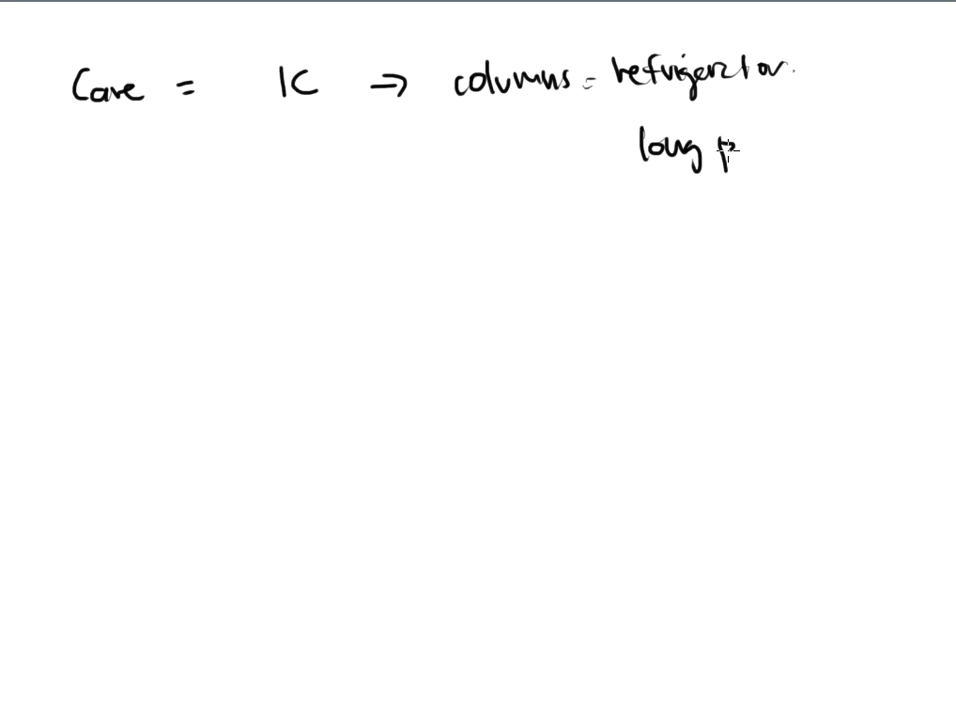 Care = IC → columns = refrigerator.
long